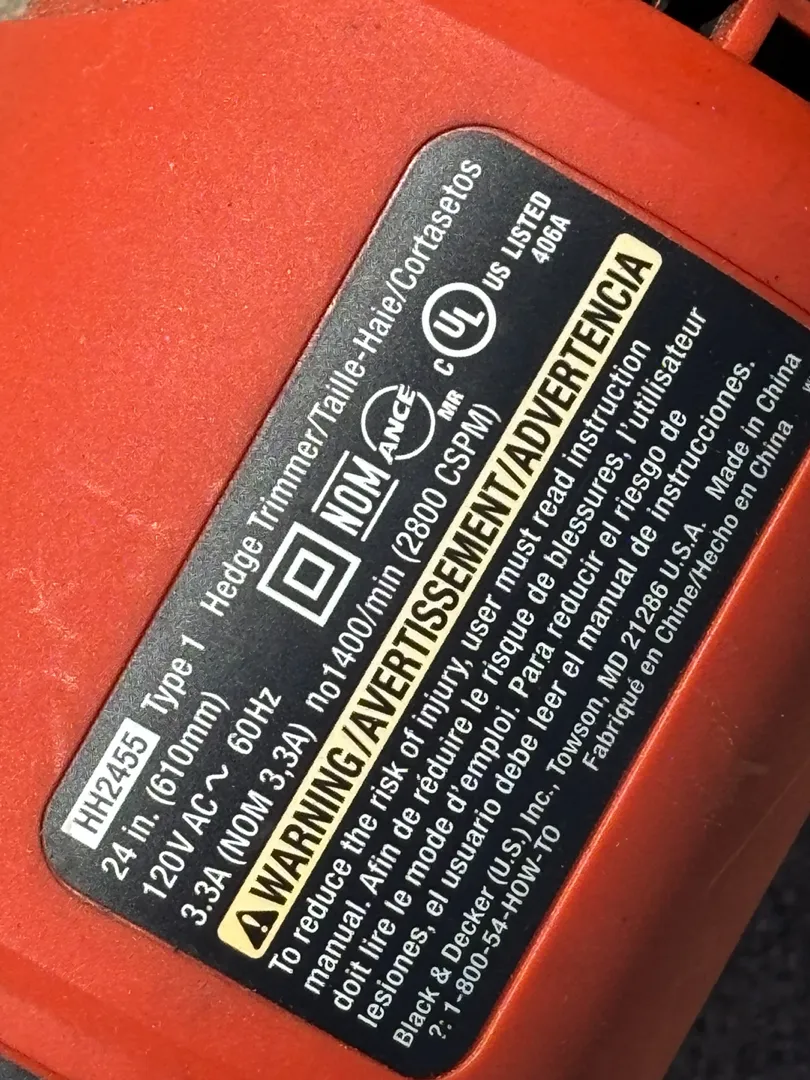 HH2455 Type 1 Hedge Trimmer/Taille-Haie/Cortasetos
24 in. (610mm)
120V AC~ 60Hz
NOM
ANCE
MR
C UL US LISTED
406A
3.3A (NOM 3,3A) no1400/min (2800 CSPM)
WARNING/AVERTISSEMENT/ADVERTENCIA
To reduce the risk of injury, user must read instruction
manual. Afin de réduire le risque de blessures, l'utilisateur
doit lire le mode d'emploi. Para reducir el riesgo de
lesiones, el usuario debe leer el manual de instrucciones.
Black & Decker (U.S.) Inc., Towson, MD 21286 U.S.A. Made in China
?: 1-800-54-HOW-TO Fabriqué en Chine/Hecho en China